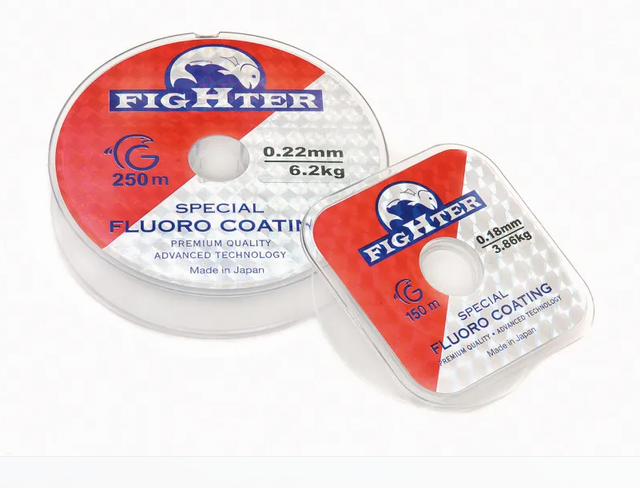 FIGHTER
G
250 m
0.22mm
6.2kg
SPECIAL
FLUORO COATIN
PREMIUM QUALITY
ADVANCED TECHNOLOGY
Made in Japan
FIGHTER
G
150 m
0.18mm
3.86kg
SPECIAL
FLUORO COATING
PREMIUM QUALITY • ADVANCED TECHNOLOGY
Made in Japan